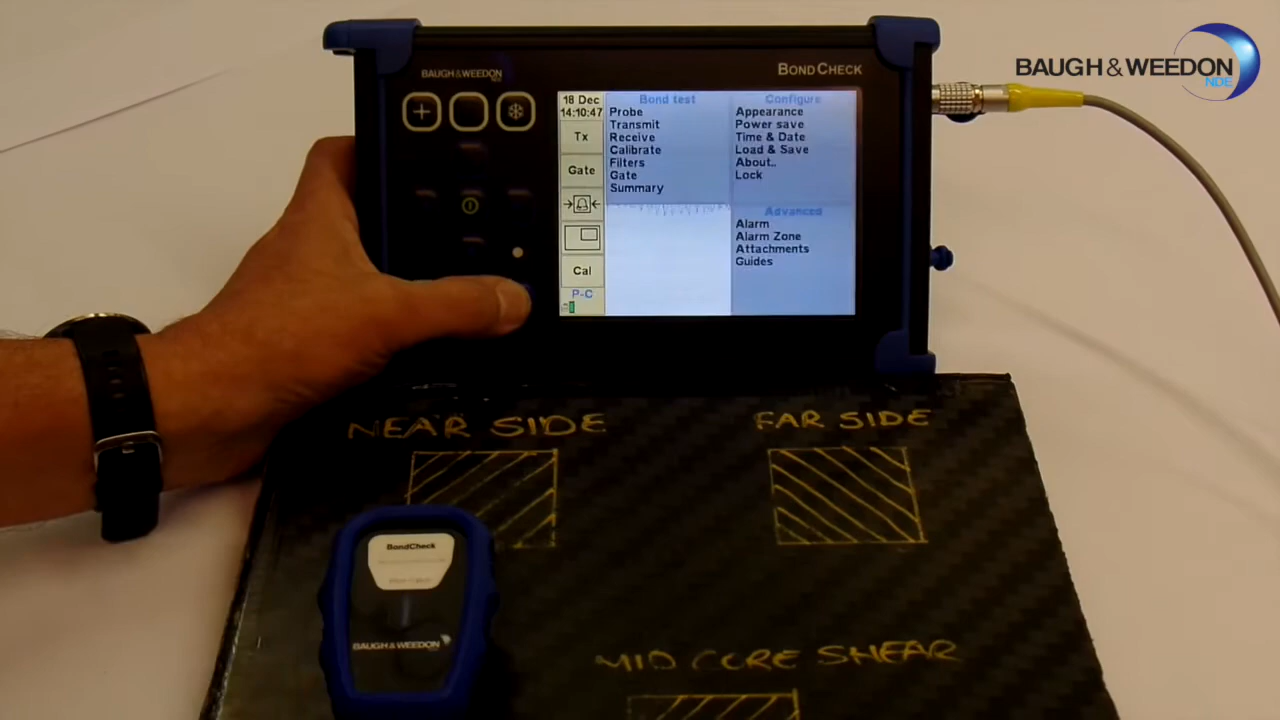 BAUGH & WEEDON
NDE
BAUGH & WEEDON
NDE
BONDCHECK
18 Dec
14:10:47
Tx
Gate
Cal
P-C
Bond test
Probe
Transmit
Receive
Calibrate
Filters
Gate
Summary
Configure
Appearance
Power save
Time & Date
Load & Save
About..
Lock
Advanced
Alarm
Alarm Zone
Attachments
Guides
NEAR SIDE
FAR SIDE
BondCheck
BAUGH & WEEDON
MID CORE SHEAR